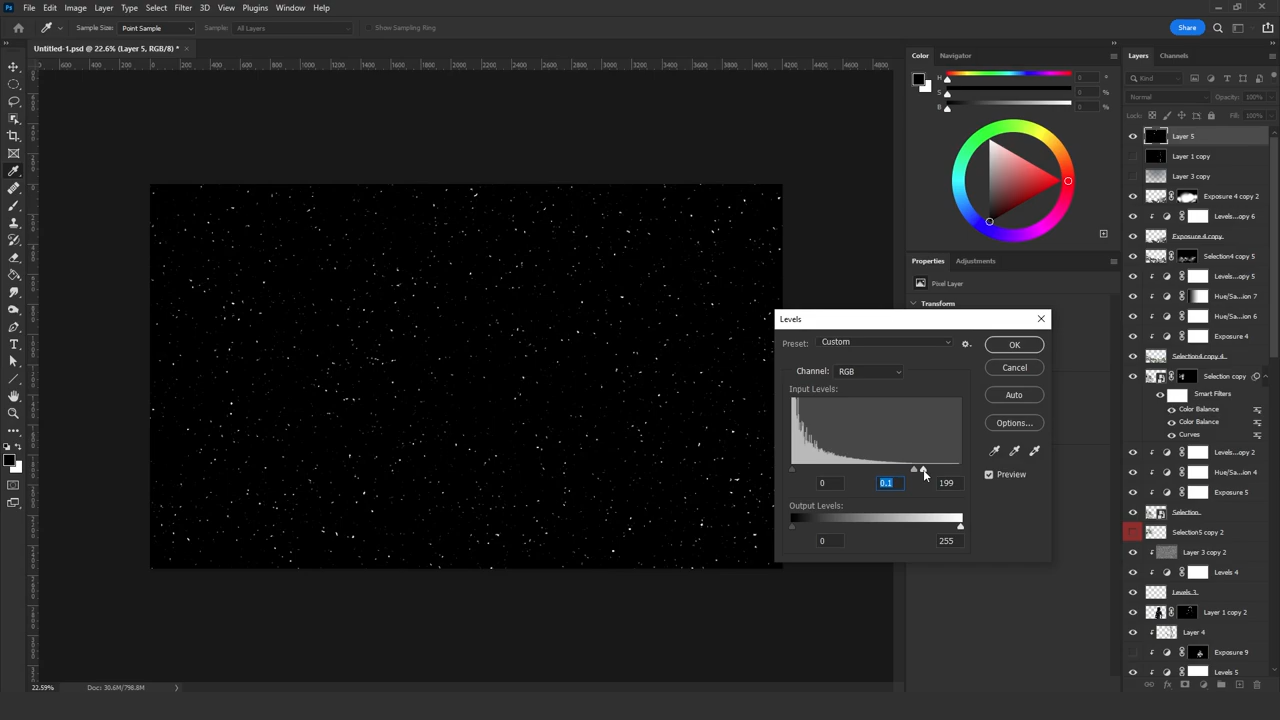 Ps File Edit Image Layer Type Select Filter 3D View Plugins Window Help
Sample Size: Point Sample Sample: All Layers Show Sampling Ring
Share
Untitled-1.psd @ 22.6% (Layer 5, RGB/8) * ×
Color Navigator
H 0 °
S 0 %
B 0 %
Properties Adjustments
Pixel Layer
Transform
Levels
Preset: Custom
OK
Channel: RGB
Cancel
Input Levels:
Auto
Options...
Preview
0 0.1 199
Output Levels:
0 255
Layers Channels
Kind
Normal Opacity: 100%
Lock: Fill: 100%
Layer 5
Layer 1 copy
Layer 3 copy
Exposure 4 copy 2
Levels...opy 6
Exposure 4 copy
Selection4 copy 5
Levels...opy 5
Hue/Sa...ion 7
Hue/Sa...ion 6
Exposure 4
Selection4 copy 4
Selection copy
Smart Filters
Color Balance
Color Balance
Curves
Levels...opy 2
Hue/Sa...ion 4
Exposure 5
Selection
Selection5 copy 2
Layer 3 copy 2
Levels 4
Levels 3
Layer 1 copy 2
Layer 4
Exposure 9
Levels 5
22.59% Doc: 30.6M/798.8M